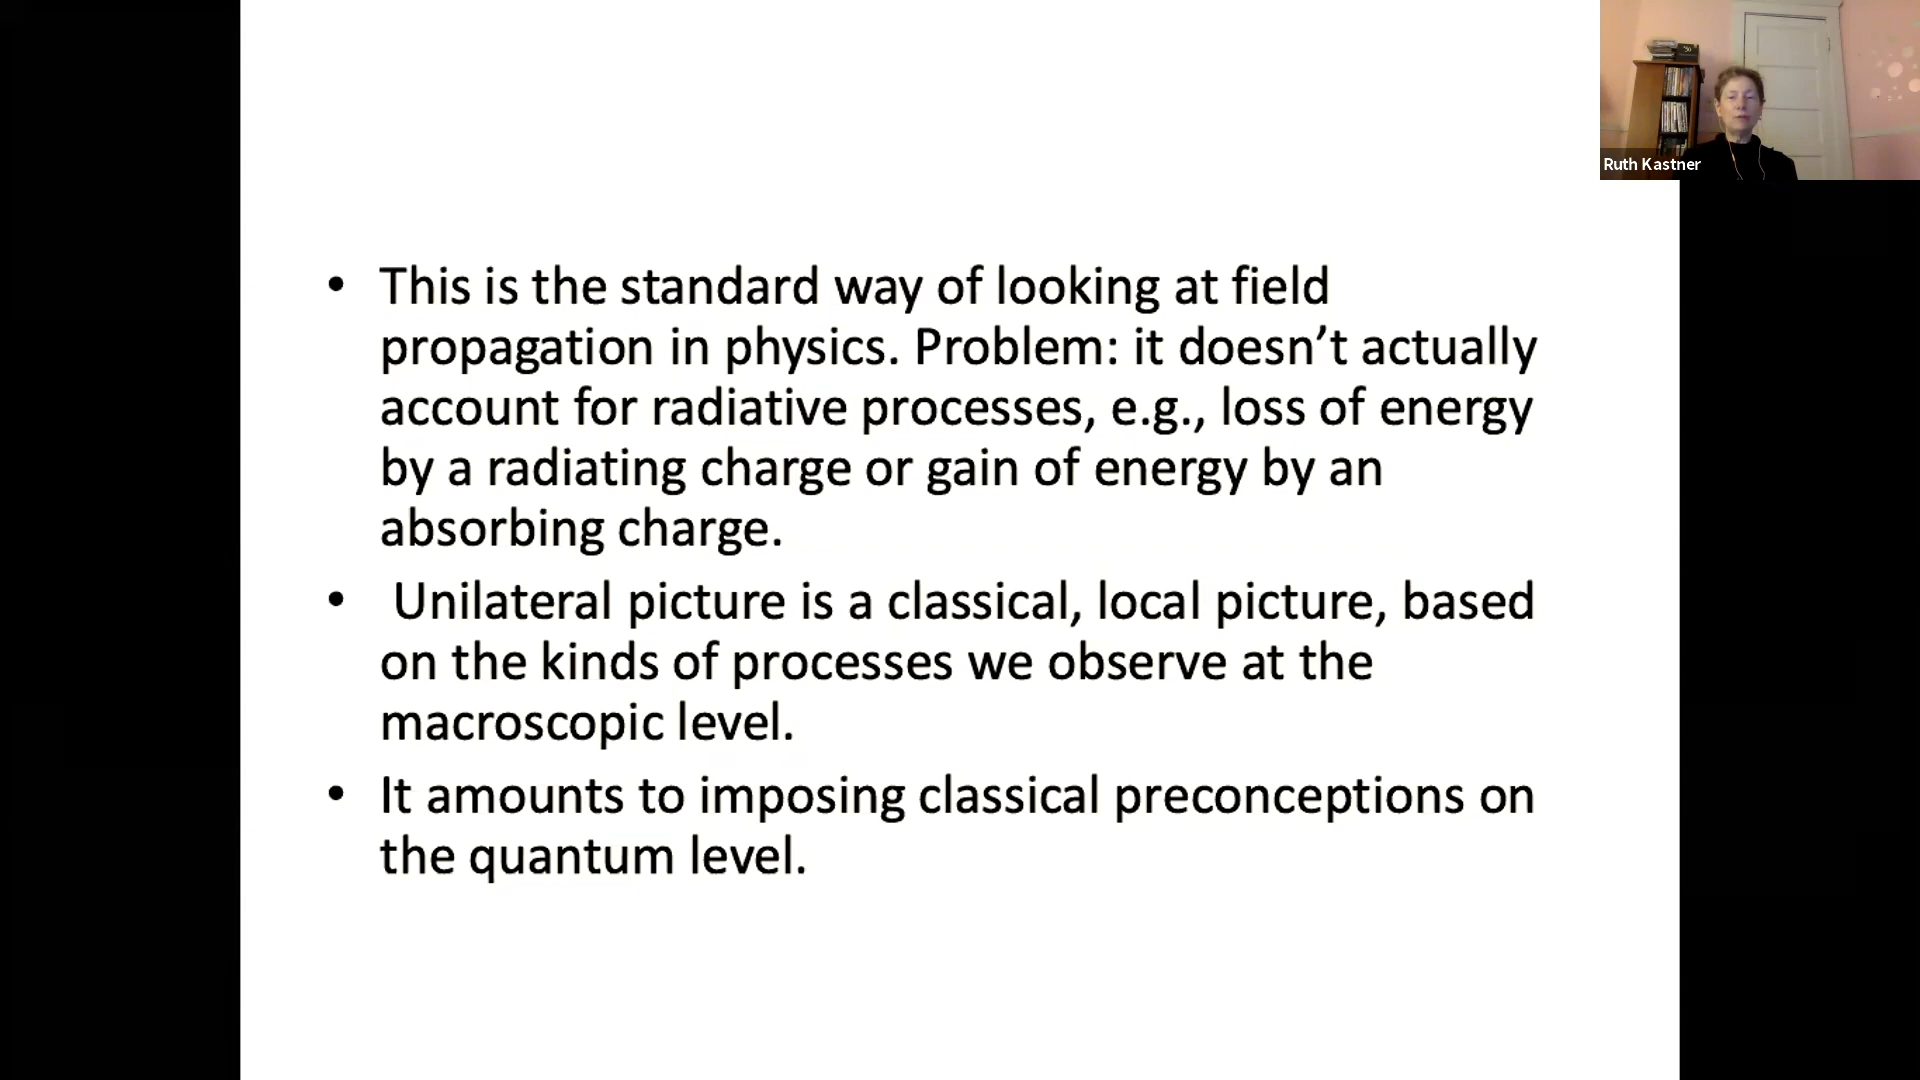 Ruth Kastner
• This is the standard way of looking at field
propagation in physics. Problem: it doesn’t actually
account for radiative processes, e.g., loss of energy
by a radiating charge or gain of energy by an
absorbing charge.
• Unilateral picture is a classical, local picture, based
on the kinds of processes we observe at the
macroscopic level.
• It amounts to imposing classical preconceptions on
the quantum level.